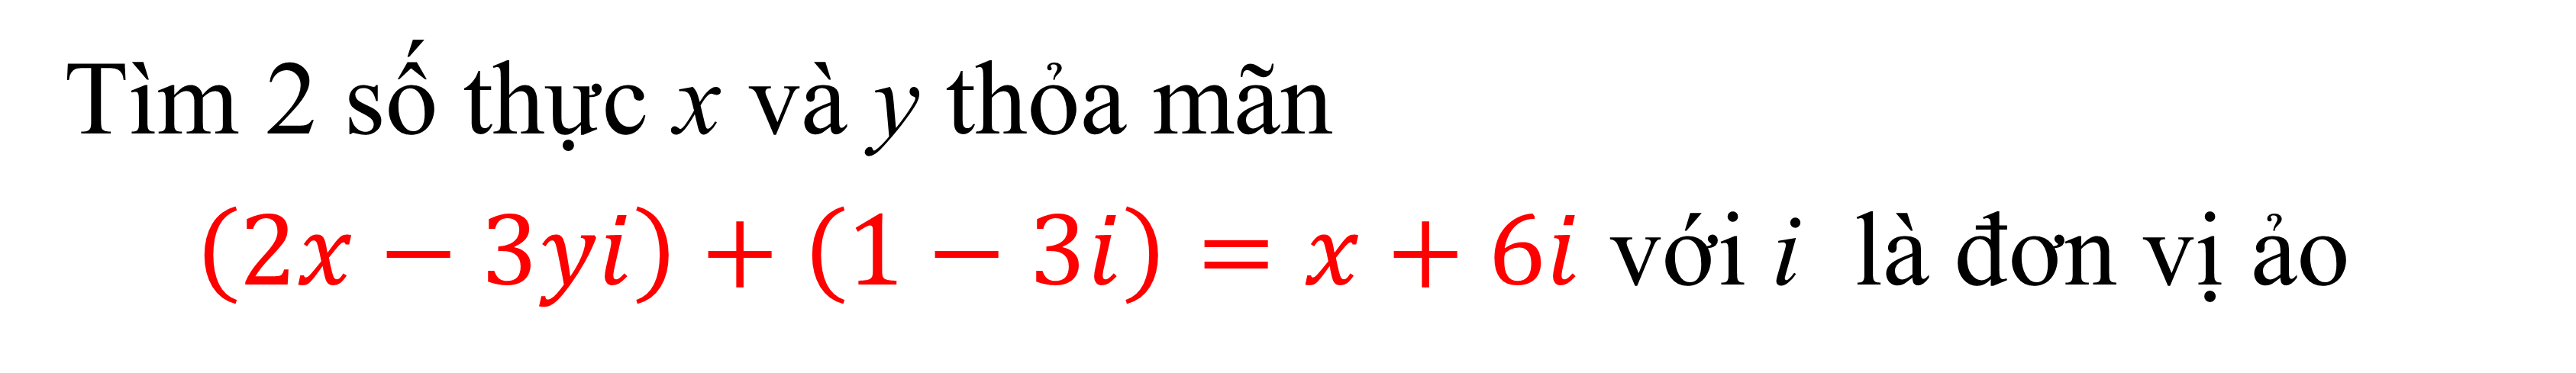 Tìm 2 số thực x và y thỏa mãn
(2x − 3yi) + (1 − 3i) = x + 6i với i là đơn vị ảo